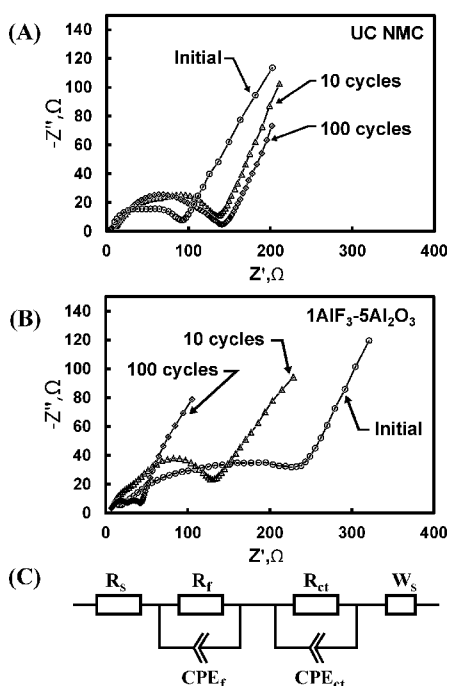 (A)
UC NMC
Initial
10 cycles
100 cycles
-Z'',Ω
120
100
80
60
40
20
0
0 100 200 300 400
Z',Ω
(B)
1AlF₃-5Al₂O₃
10 cycles
100 cycles
Initial
-Z'',Ω
120
100
80
60
40
20
0
0 100 200 300 400
Z',Ω
(C)
Rs Rf Rct Ws
CPEf CPEct